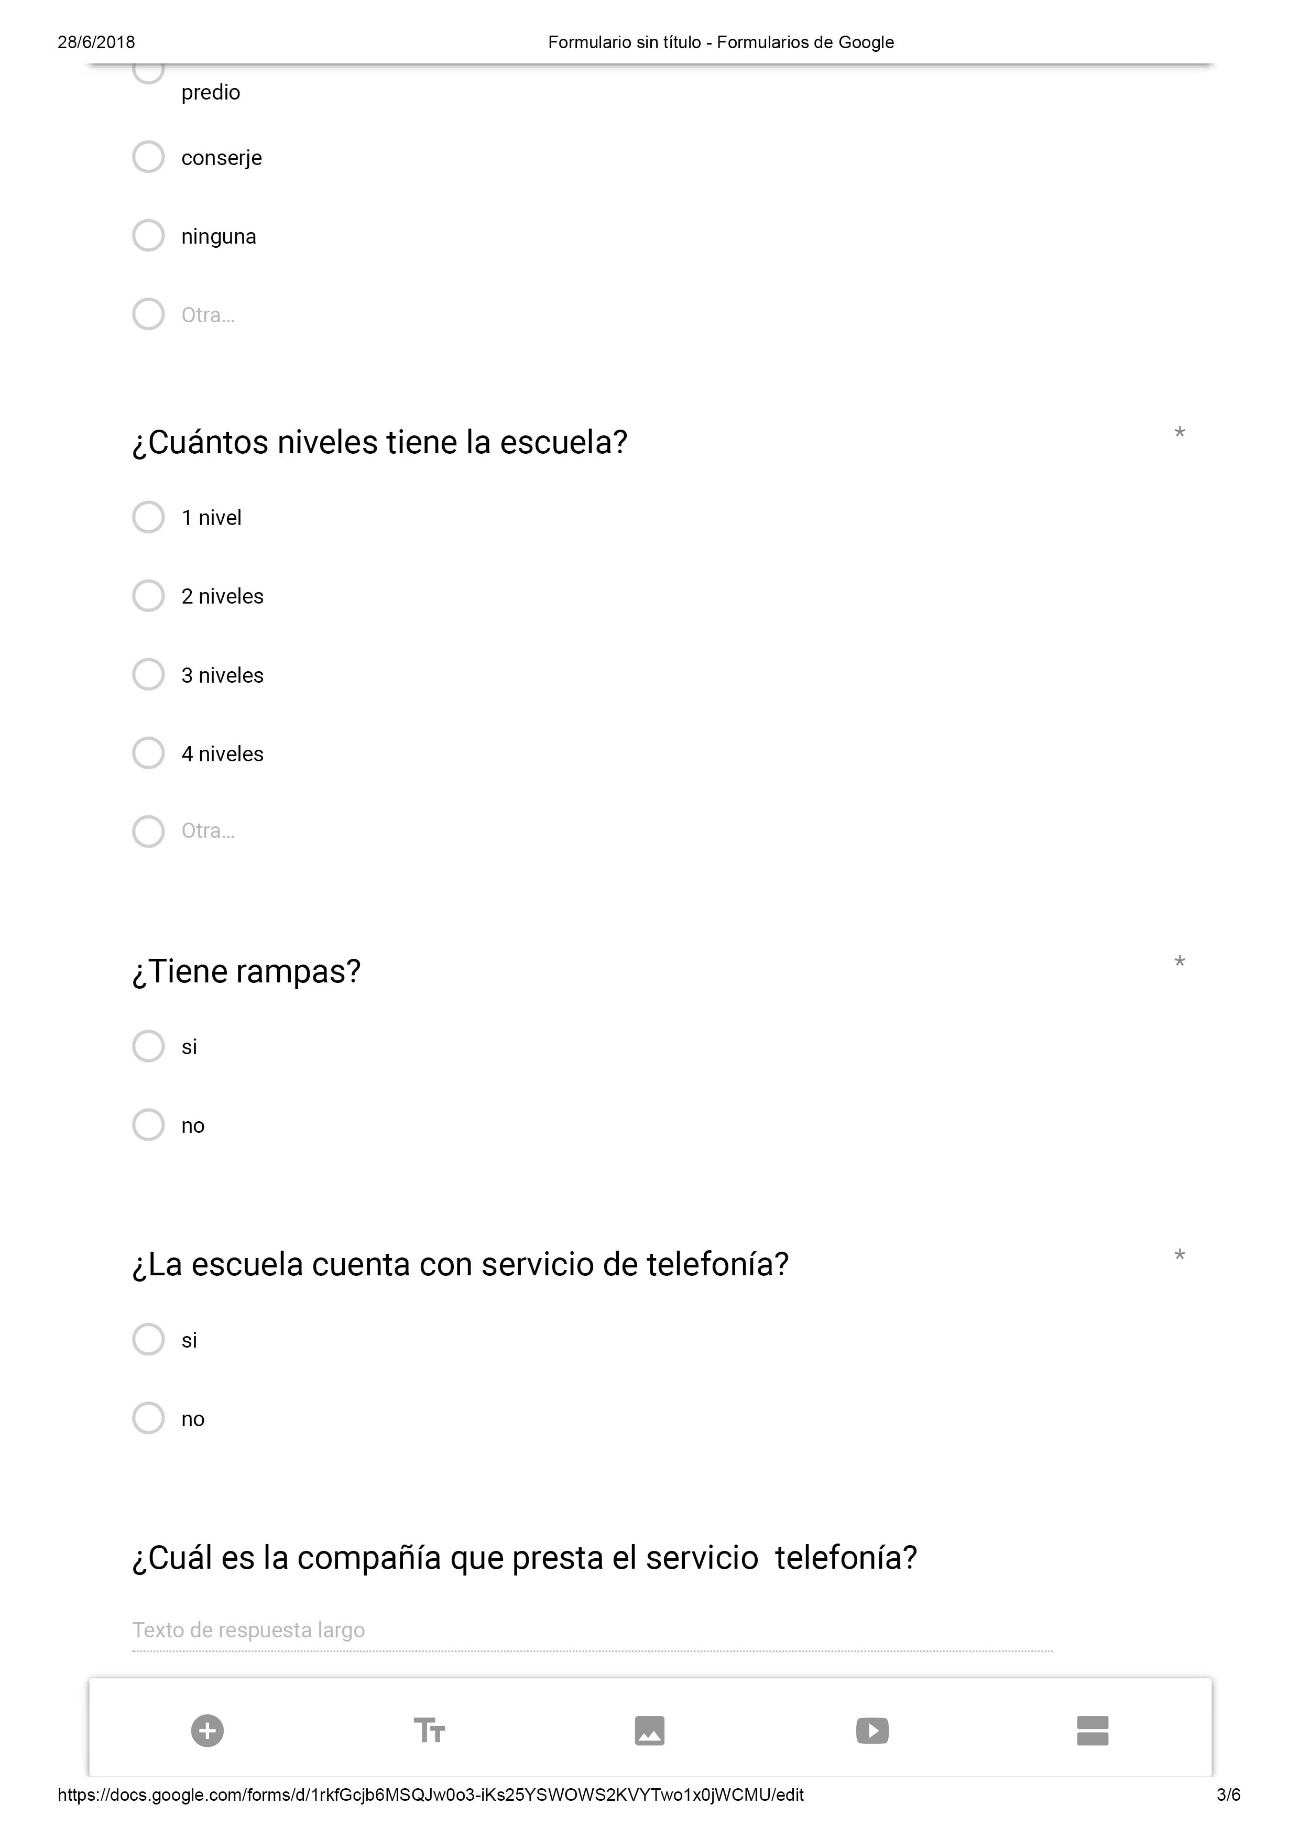 28/6/2018
Formulario sin título - Formularios de Google
predio
conserje
ninguna
Otra...
¿Cuántos niveles tiene la escuela? *
1 nivel
2 niveles
3 niveles
4 niveles
Otra...
¿Tiene rampas? *
si
no
¿La escuela cuenta con servicio de telefonía? *
si
no
¿Cuál es la compañía que presta el servicio  telefonía?
Texto de respuesta largo
https://docs.google.com/forms/d/1rkfGcjb6MSQJw0o3-iKs25YSWOWS2KVYTwo1x0jWCMU/edit
3/6